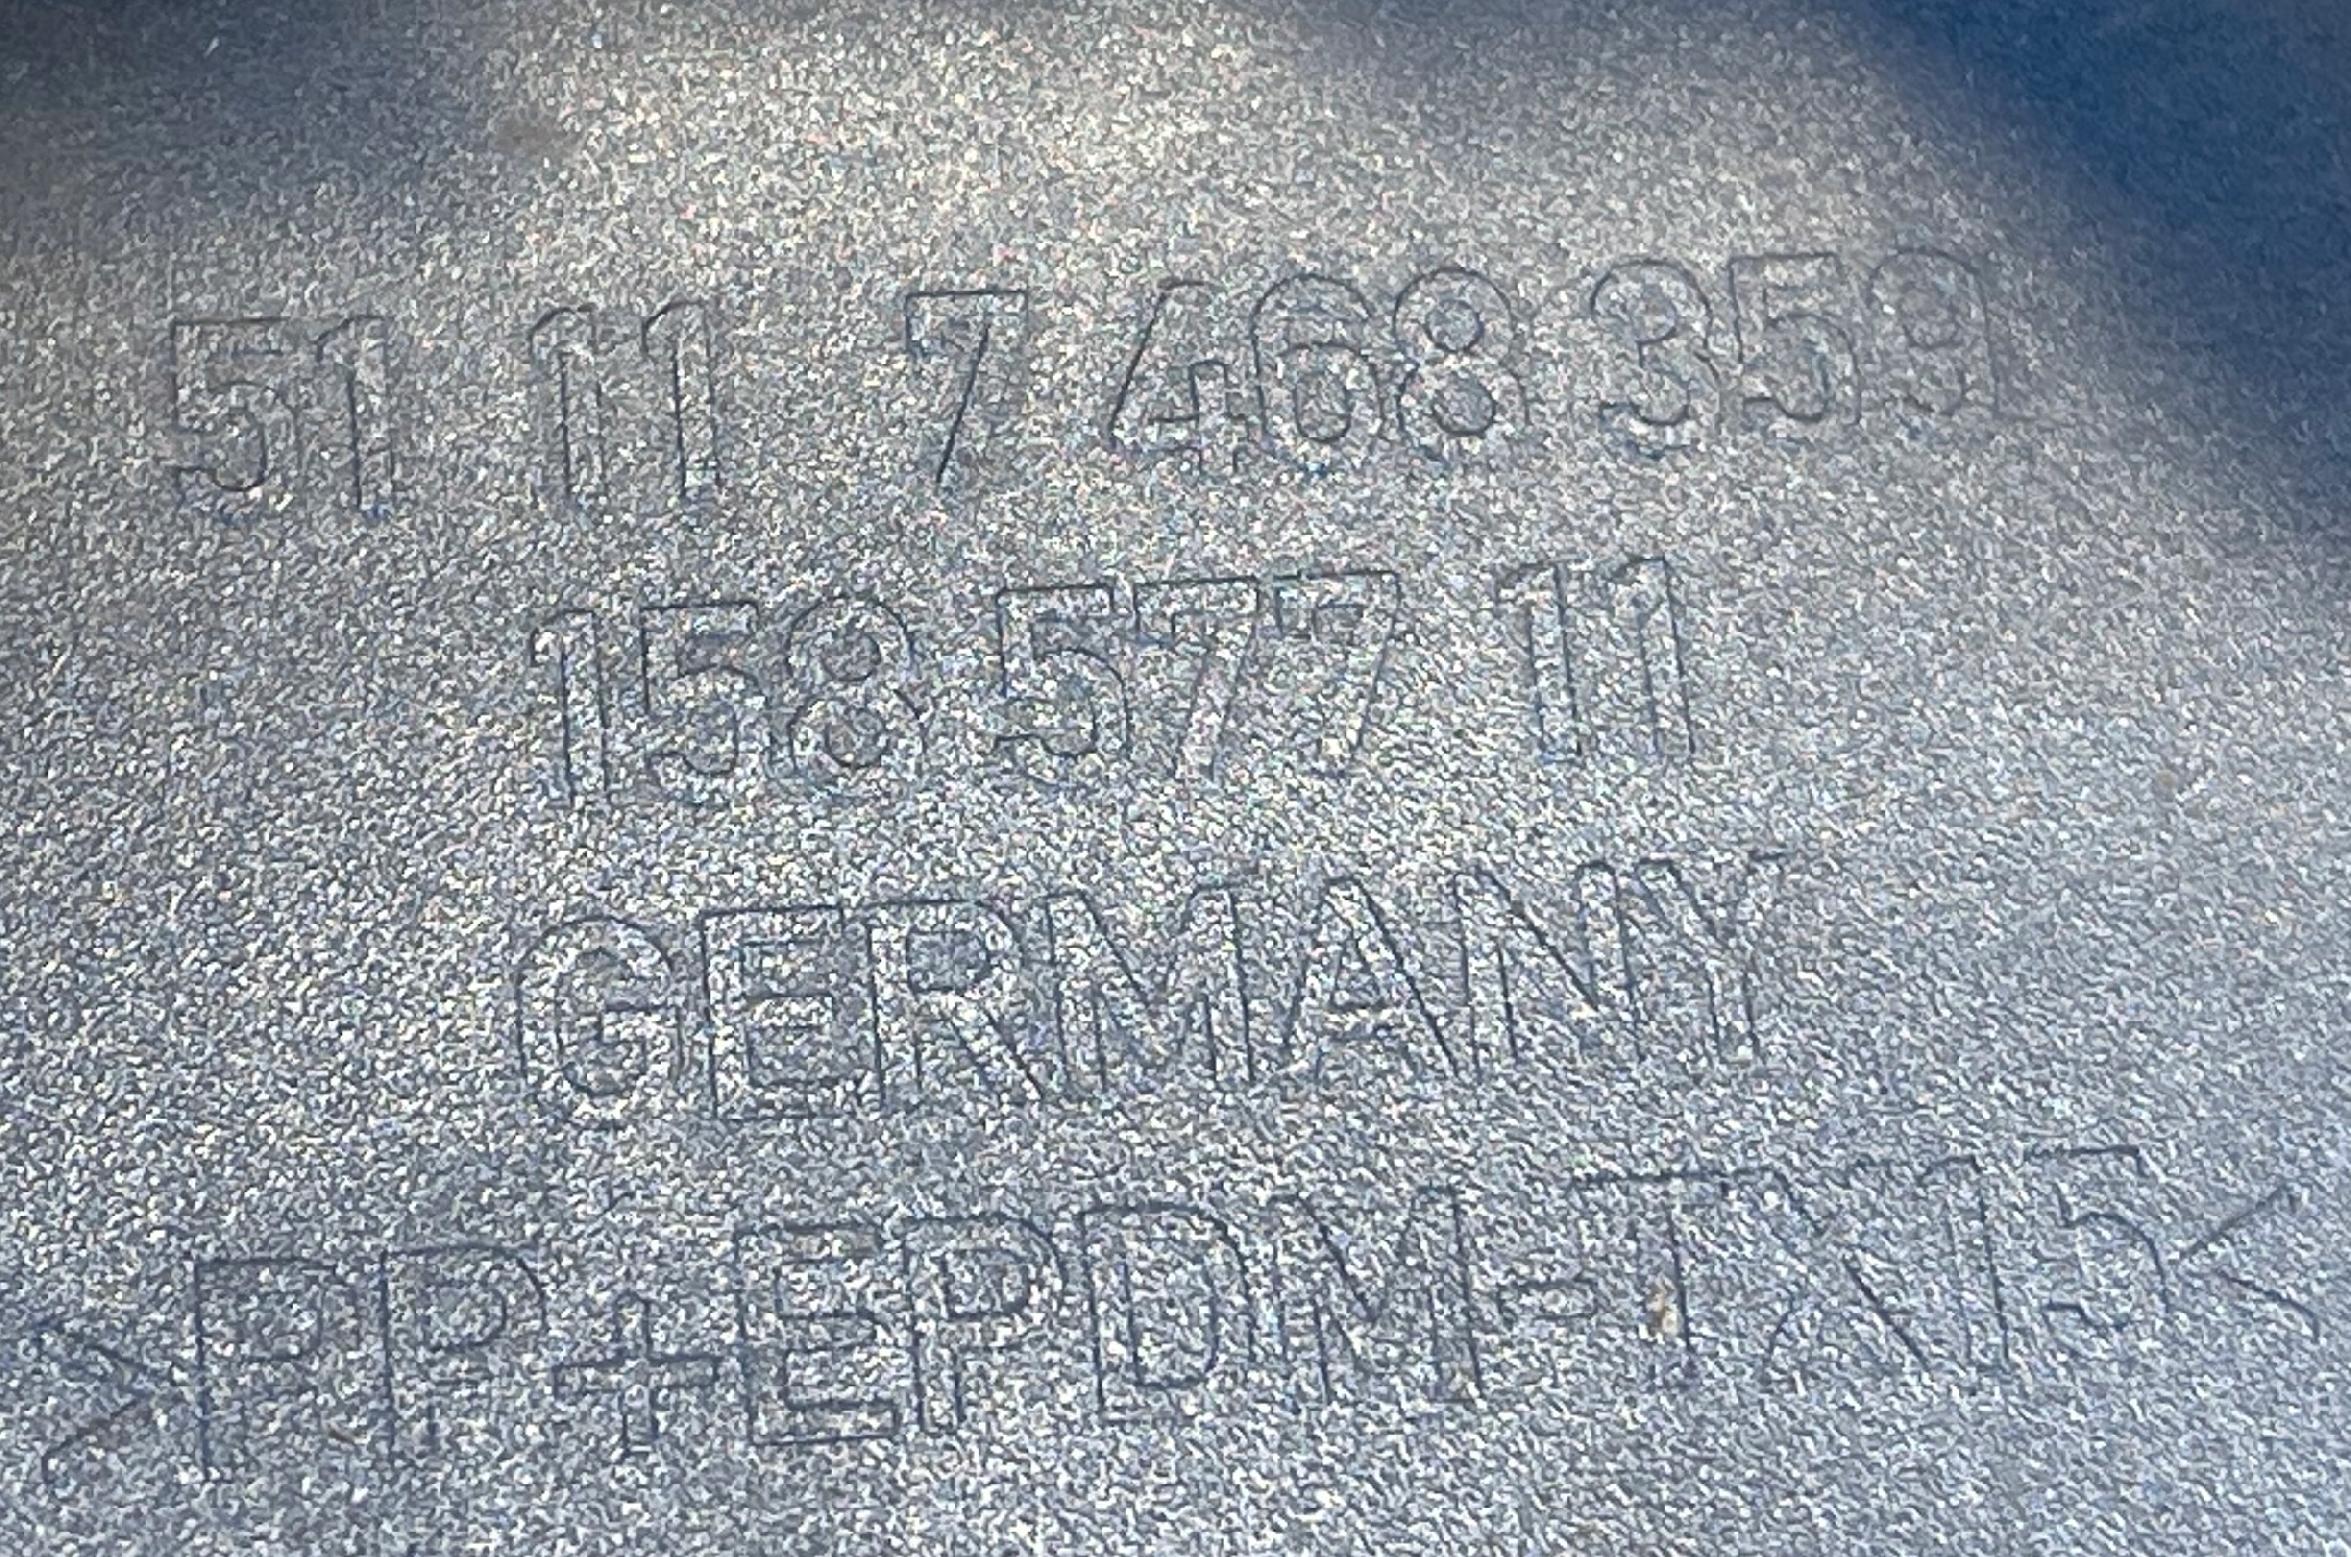 51 11 7 468 359
158 577 11
GERMANY
>PP+EPDM-TX15<